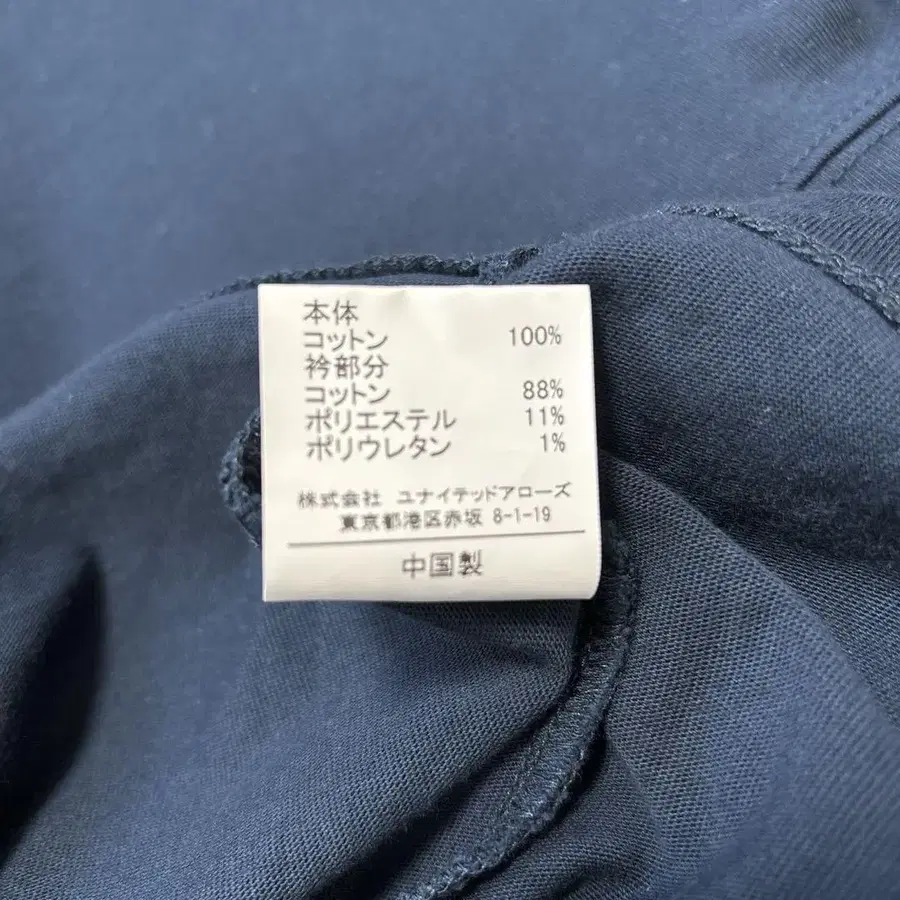 本体
コットン 100%
衿部分
コットン 88%
ポリエステル 11%
ポリウレタン 1%
株式会社 ユナイテッドアローズ
東京都港区赤坂 8-1-19
中国製